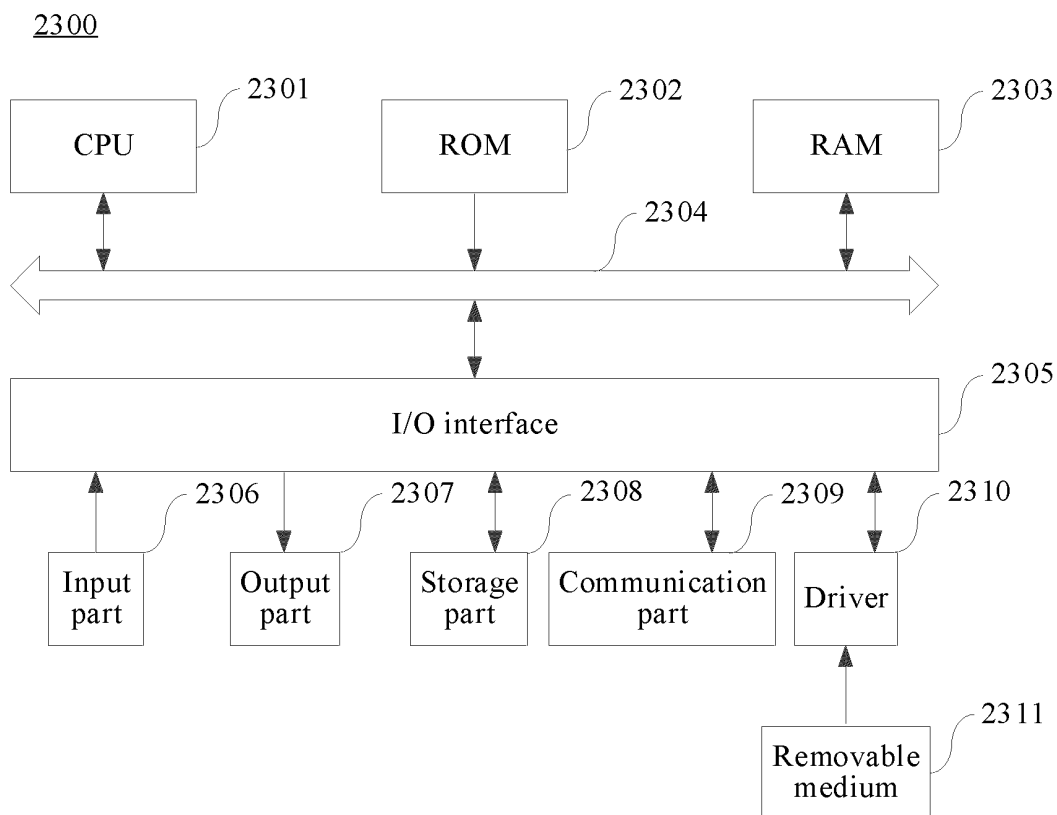 2300
2301
2302
2303
CPU
ROM
RAM
2304
2305
I/O interface
2306
2307
2308
2309
2310
Input
part
Output
part
Storage
part
Communication
part
Driver
2311
Removable
medium